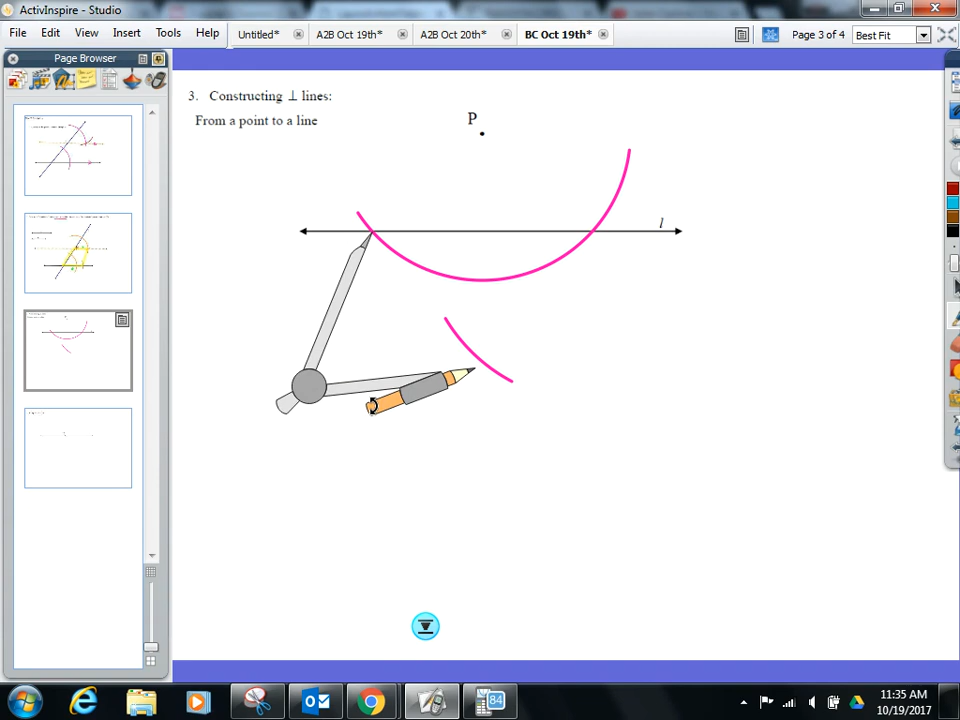 ActivInspire - Studio
File Edit View Insert Tools Help
Untitled* A2B Oct 19th* A2B Oct 20th* BC Oct 19th*
Page 3 of 4 Best Fit
Page Browser
3. Constructing ⊥ lines:
From a point to a line
P
l
84
11:35 AM
10/19/2017